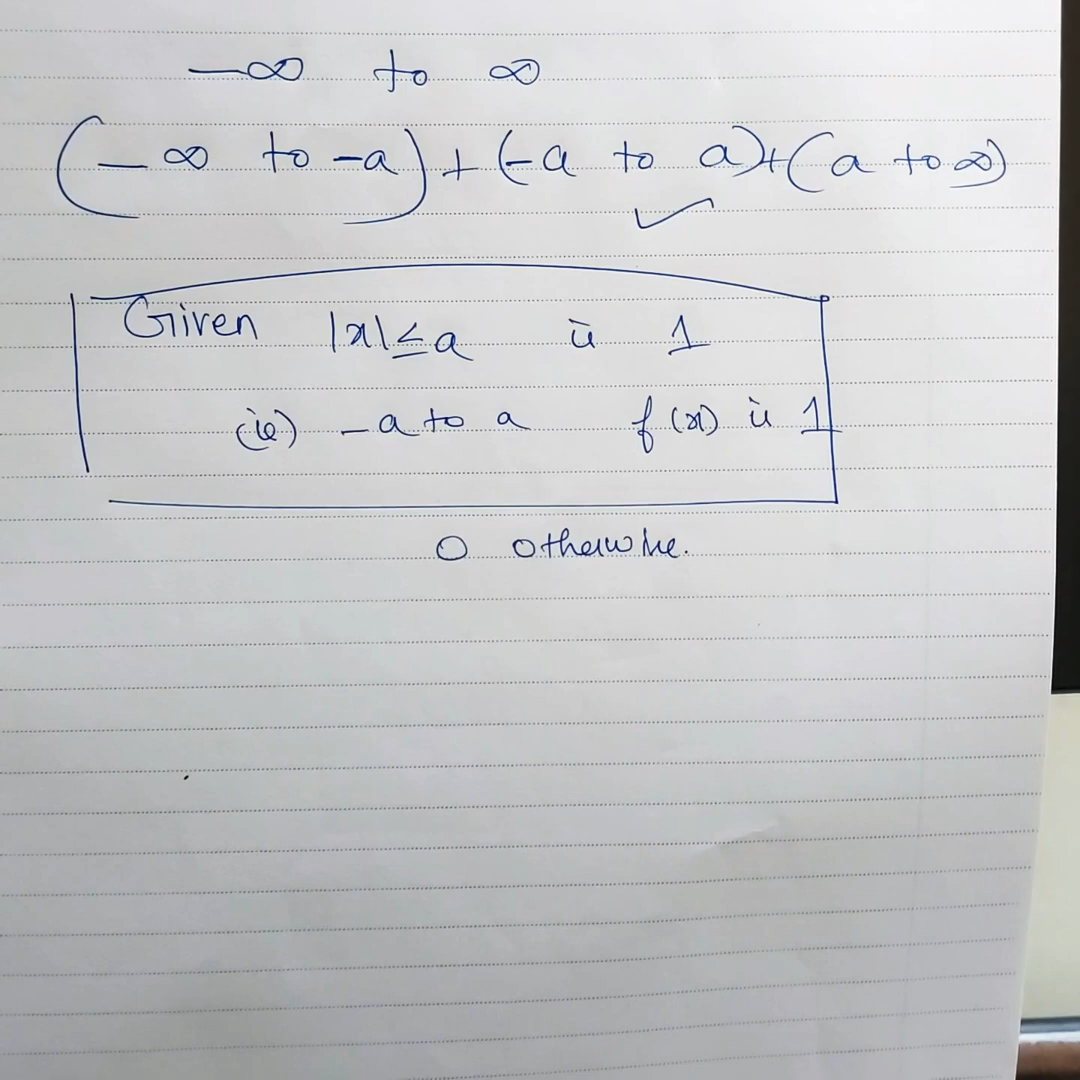 -∞ to ∞
(-∞ to -a) + (-a to a) + (a to ∞)
✓
Given |x| ≤ a is 1
(ie) -a to a f(x) is 1
0 otherwise.